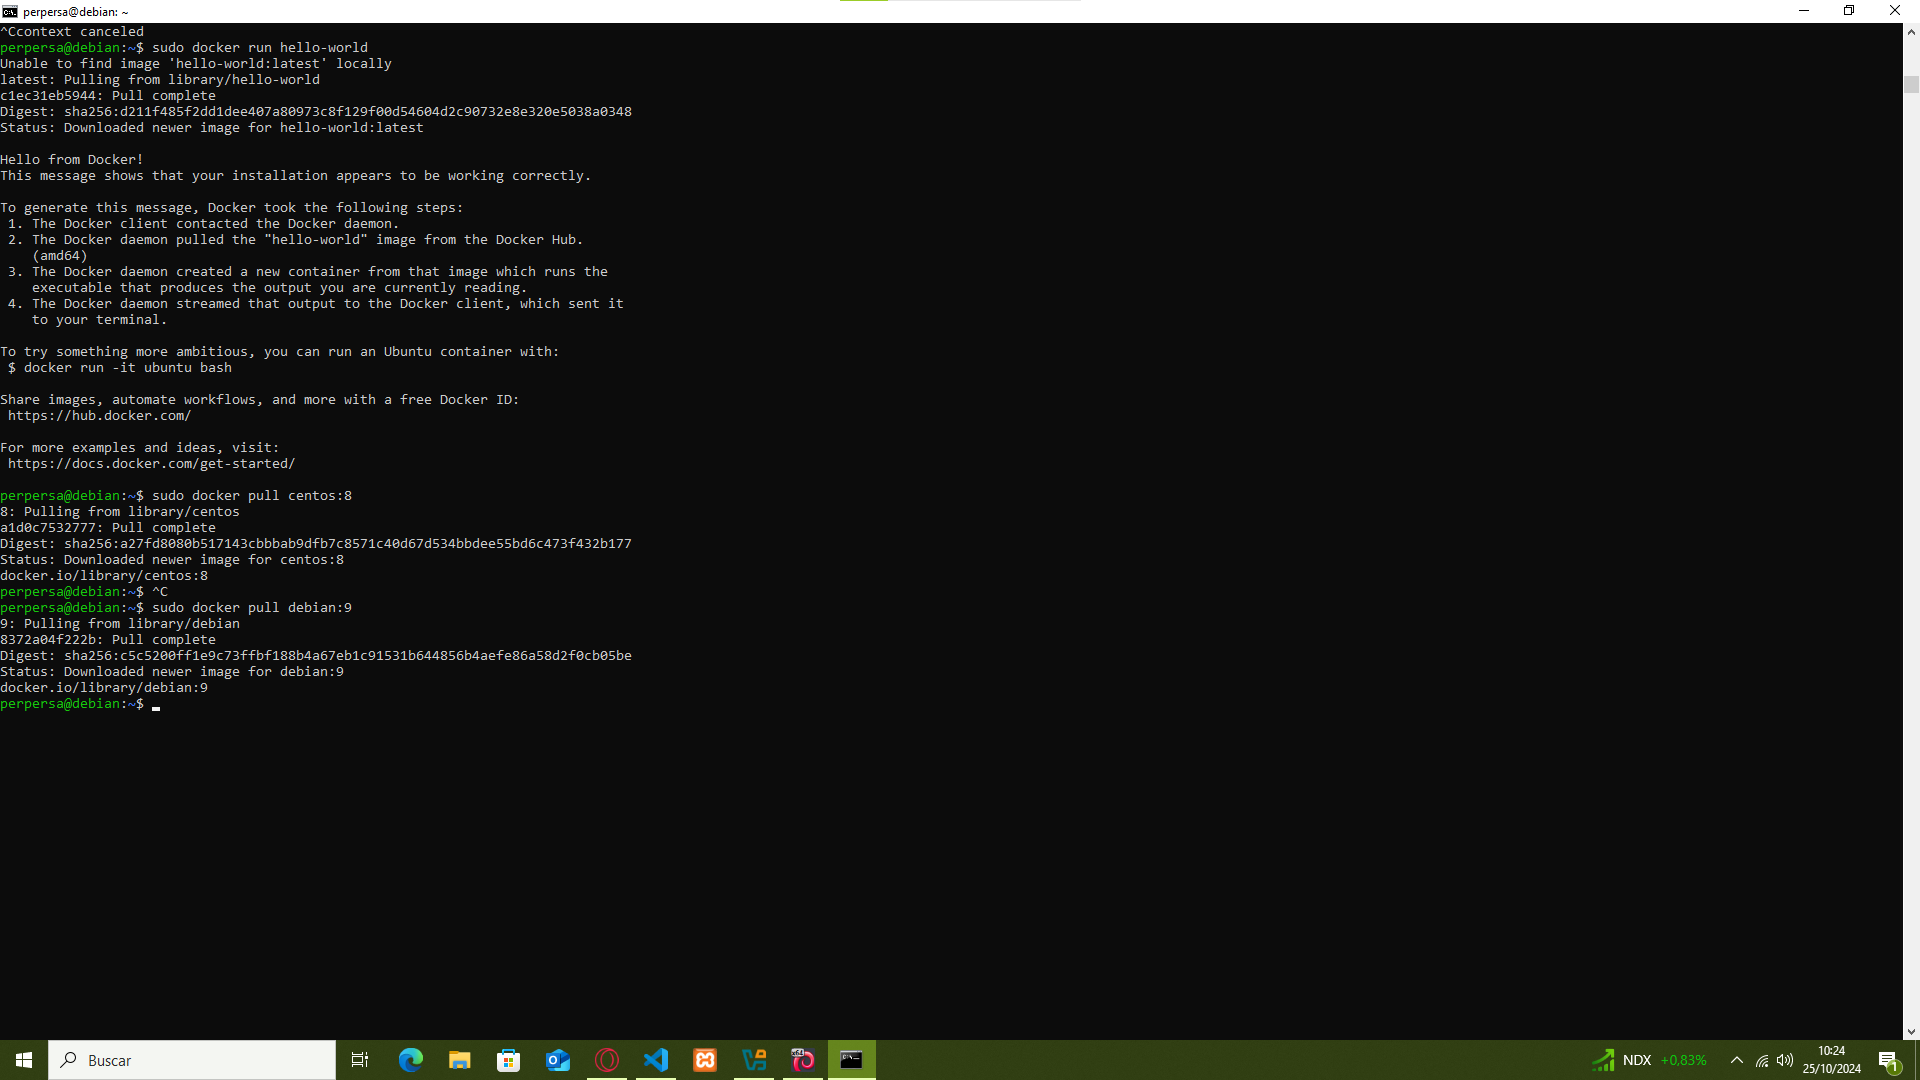 perpersa@debian: ~
^Ccontext canceled
perpersa@debian:~$ sudo docker run hello-world
Unable to find image 'hello-world:latest' locally
latest: Pulling from library/hello-world
c1ec31eb5944: Pull complete
Digest: sha256:d211f485f2dd1dee407a80973c8f129f00d54604d2c90732e8e320e5038a0348
Status: Downloaded newer image for hello-world:latest
Hello from Docker!
This message shows that your installation appears to be working correctly.
To generate this message, Docker took the following steps:
1. The Docker client contacted the Docker daemon.
2. The Docker daemon pulled the "hello-world" image from the Docker Hub.
(amd64)
3. The Docker daemon created a new container from that image which runs the
executable that produces the output you are currently reading.
4. The Docker daemon streamed that output to the Docker client, which sent it
to your terminal.
To try something more ambitious, you can run an Ubuntu container with:
$ docker run -it ubuntu bash
Share images, automate workflows, and more with a free Docker ID:
https://hub.docker.com/
For more examples and ideas, visit:
https://docs.docker.com/get-started/
perpersa@debian:~$ sudo docker pull centos:8
8: Pulling from library/centos
a1d0c7532777: Pull complete
Digest: sha256:a27fd8080b517143cbbbab9dfb7c8571c40d67d534bbdee55bd6c473f432b177
Status: Downloaded newer image for centos:8
docker.io/library/centos:8
perpersa@debian:~$ ^C
perpersa@debian:~$ sudo docker pull debian:9
9: Pulling from library/debian
8372a04f222b: Pull complete
Digest: sha256:c5c5200ff1e9c73ffbf188b4a67eb1c91531b644856b4aefe86a58d2f0cb05be
Status: Downloaded newer image for debian:9
docker.io/library/debian:9
perpersa@debian:~$
Buscar
NDX +0,83%
10:24
25/10/2024
1